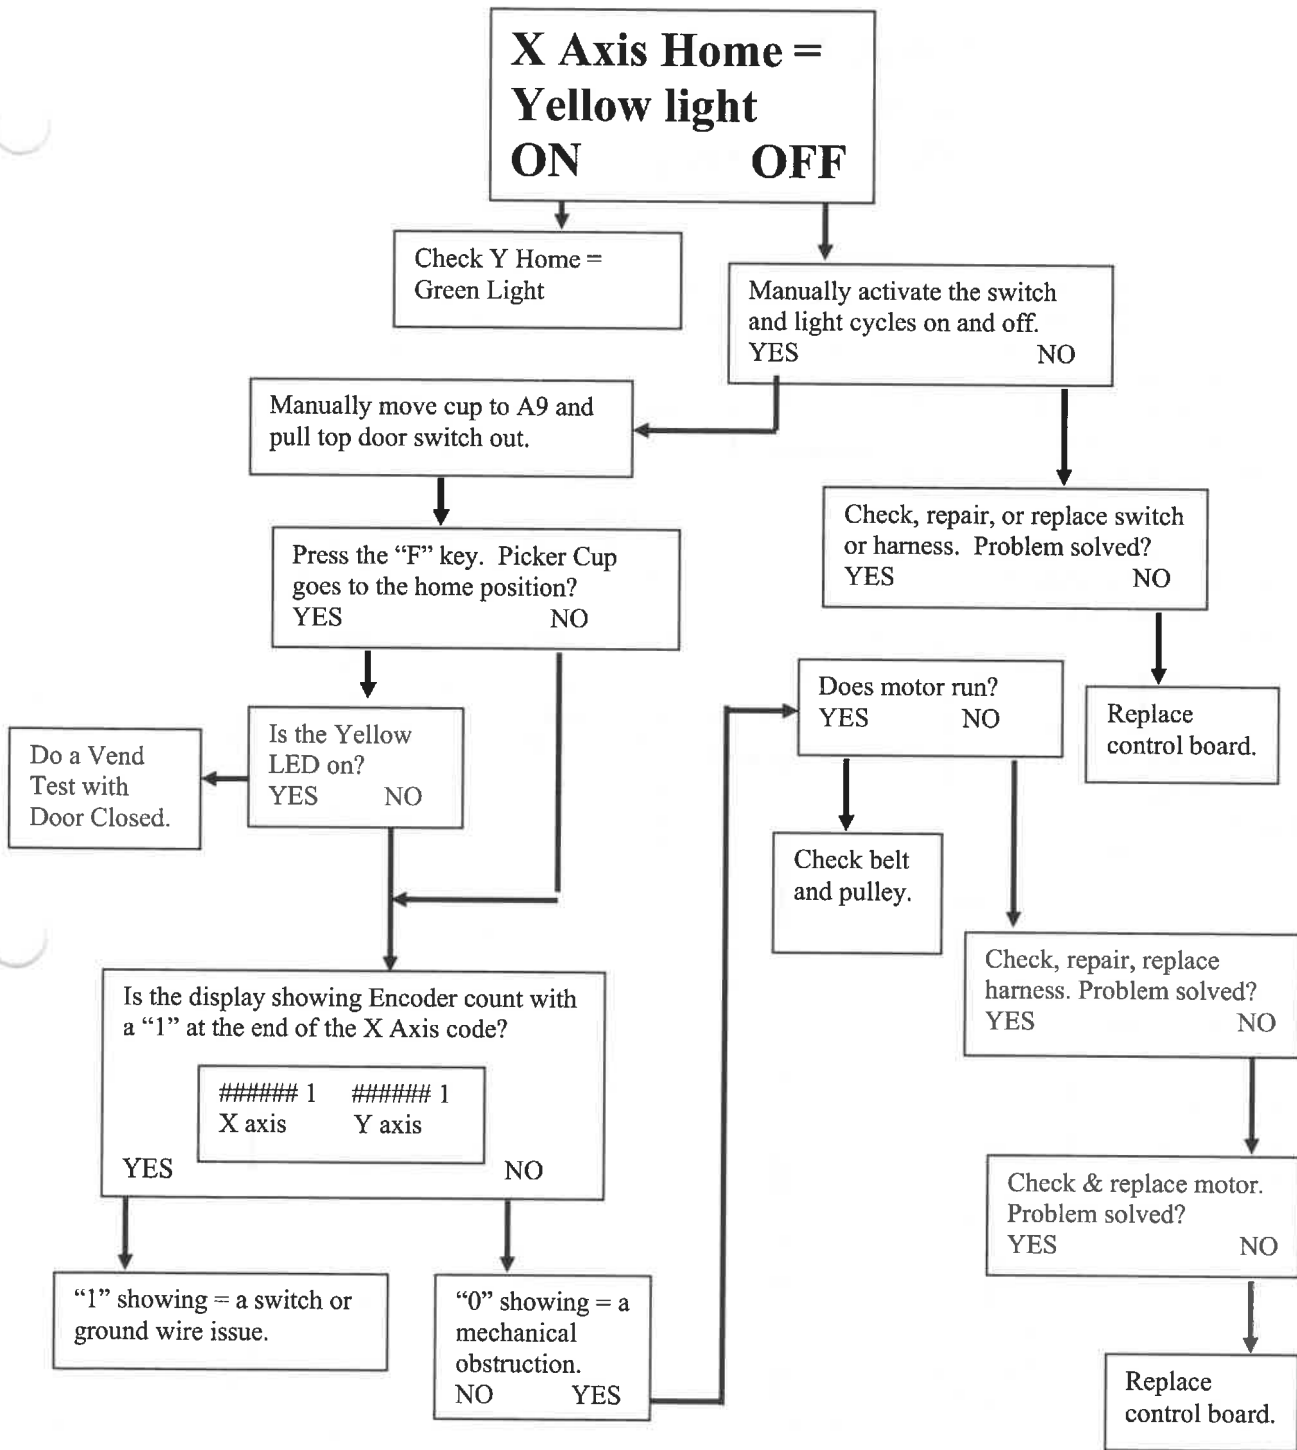 X Axis Home =
Yellow light
ON OFF
Check Y Home =
Green Light
Manually activate the switch
and light cycles on and off.
YES NO
Manually move cup to A9 and
pull top door switch out.
Check, repair, or replace switch
or harness. Problem solved?
YES NO
Press the “F” key. Picker Cup
goes to the home position?
YES NO
Does motor run?
YES NO
Replace
control board.
Is the Yellow
LED on?
YES NO
Do a Vend
Test with
Door Closed.
Check belt
and pulley.
Check, repair, replace
harness. Problem solved?
YES NO
Is the display showing Encoder count with
a “1” at the end of the X Axis code?
###### 1 ###### 1
X axis Y axis
YES NO
Check & replace motor.
Problem solved?
YES NO
“1” showing = a switch or
ground wire issue.
“0” showing = a
mechanical
obstruction.
NO YES
Replace
control board.